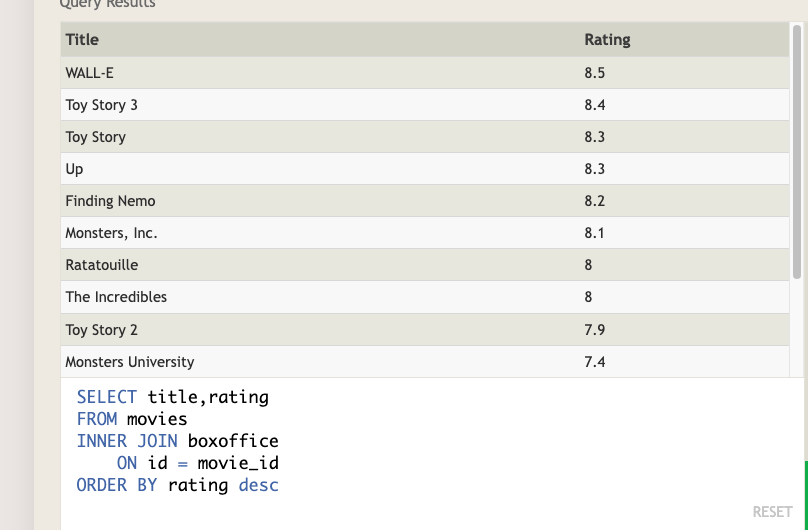 Query Results
Title Rating
WALL-E 8.5
Toy Story 3 8.4
Toy Story 8.3
Up 8.3
Finding Nemo 8.2
Monsters, Inc. 8.1
Ratatouille 8
The Incredibles 8
Toy Story 2 7.9
Monsters University 7.4
SELECT title,rating
FROM movies
INNER JOIN boxoffice
    ON id = movie_id
ORDER BY rating desc
RESET